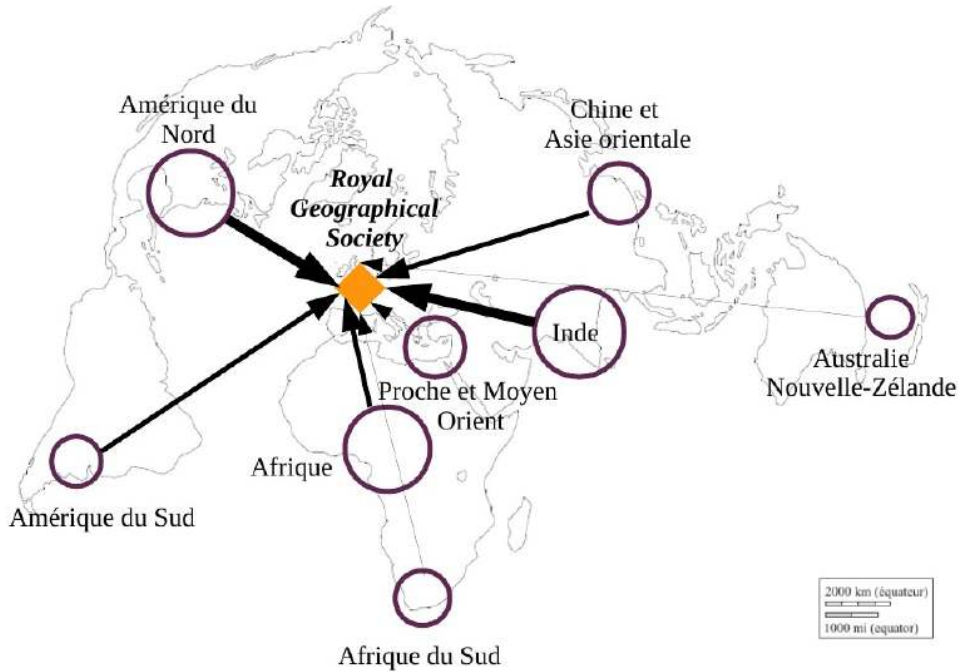 Amérique du
Nord
Chine et
Asie orientale
Royal
Geographical
Society
Inde
Australie
Nouvelle-Zélande
Proche et Moyen
Orient
Afrique
Amérique du Sud
Afrique du Sud
2000 km (équateur)
1000 mi (equator)